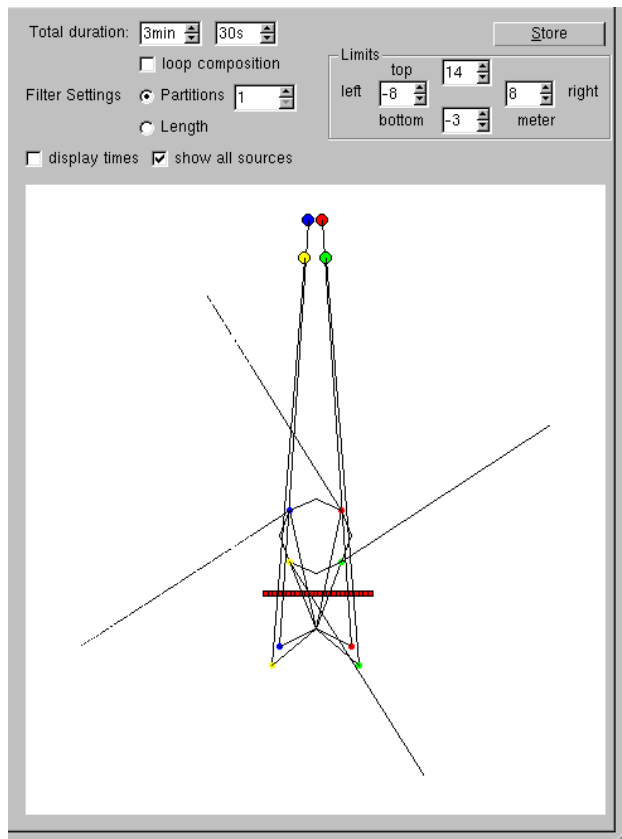 Total duration: 3min 30s Store
loop composition
Limits
top 14
left -8 8 right
bottom -3 meter
Filter Settings Partitions 1
Length
display times show all sources